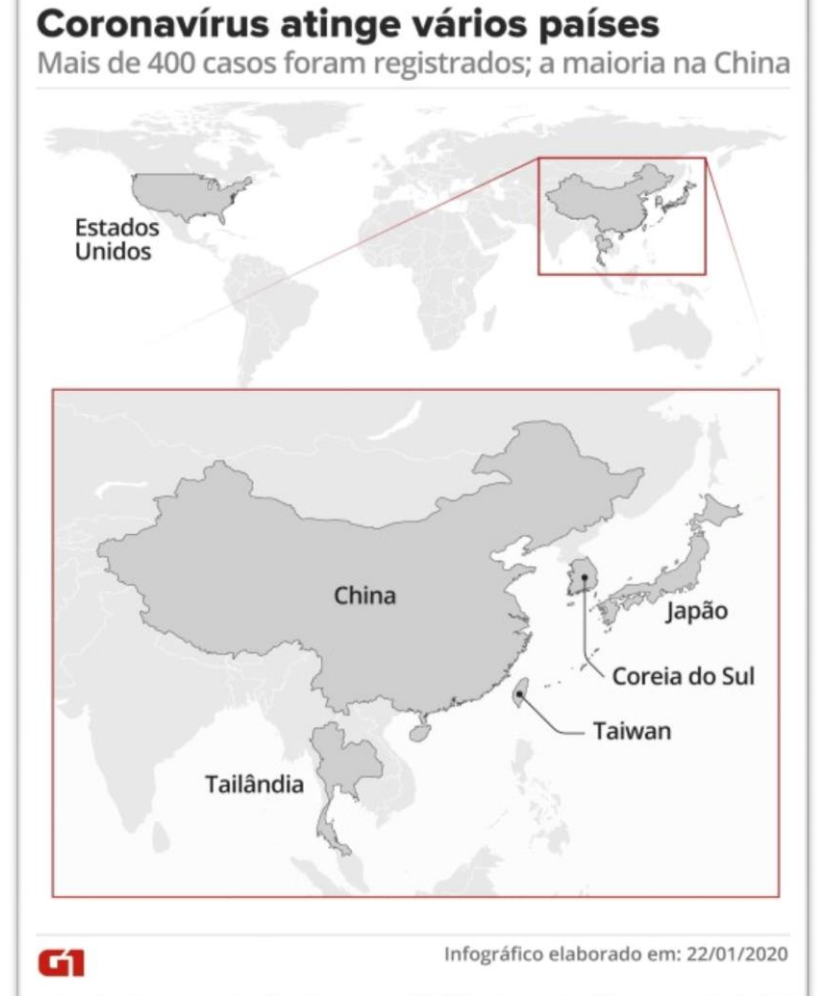 Coronavírus atinge vários países
Mais de 400 casos foram registrados; a maioria na China
Estados
Unidos
China
Japão
Coreia do Sul
Taiwan
Tailândia
G1
Infográfico elaborado em: 22/01/2020